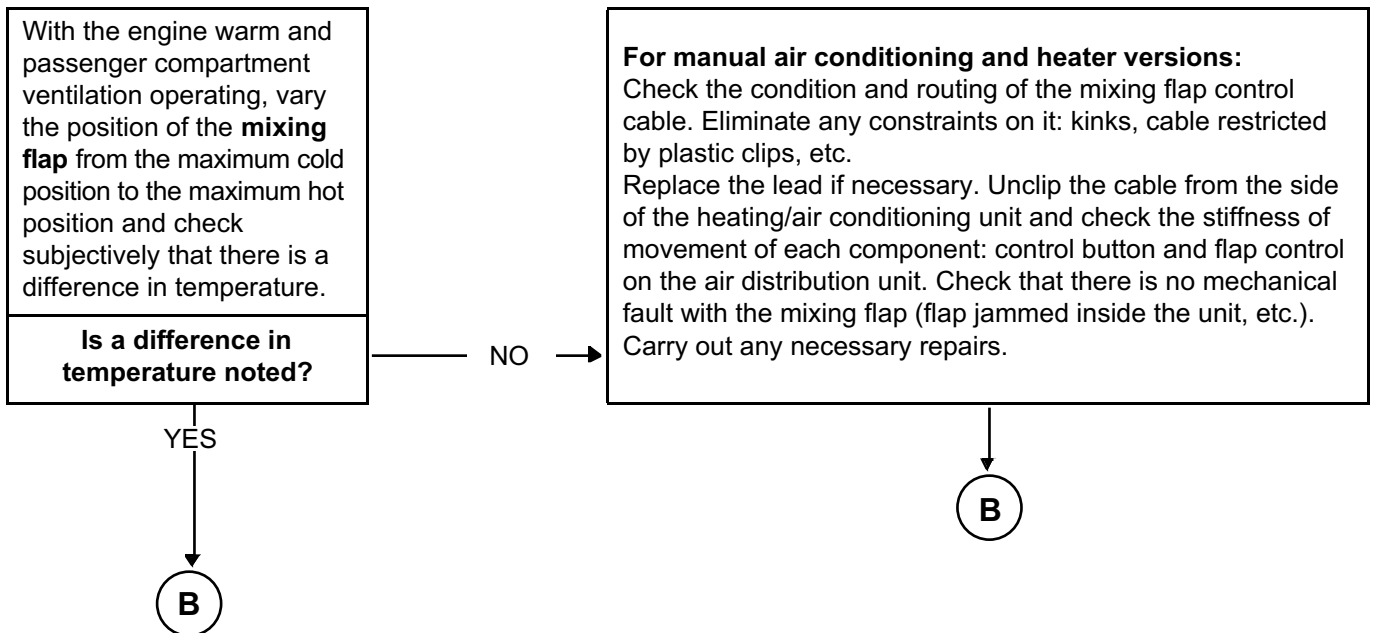 With the engine warm and
passenger compartment
ventilation operating, vary
the position of the mixing
flap from the maximum cold
position to the maximum hot
position and check
subjectively that there is a
difference in temperature.
Is a difference in
temperature noted?
NO
For manual air conditioning and heater versions:
Check the condition and routing of the mixing flap control
cable. Eliminate any constraints on it: kinks, cable restricted
by plastic clips, etc.
Replace the lead if necessary. Unclip the cable from the side
of the heating/air conditioning unit and check the stiffness of
movement of each component: control button and flap control
on the air distribution unit. Check that there is no mechanical
fault with the mixing flap (flap jammed inside the unit, etc.).
Carry out any necessary repairs.
YES
B
B